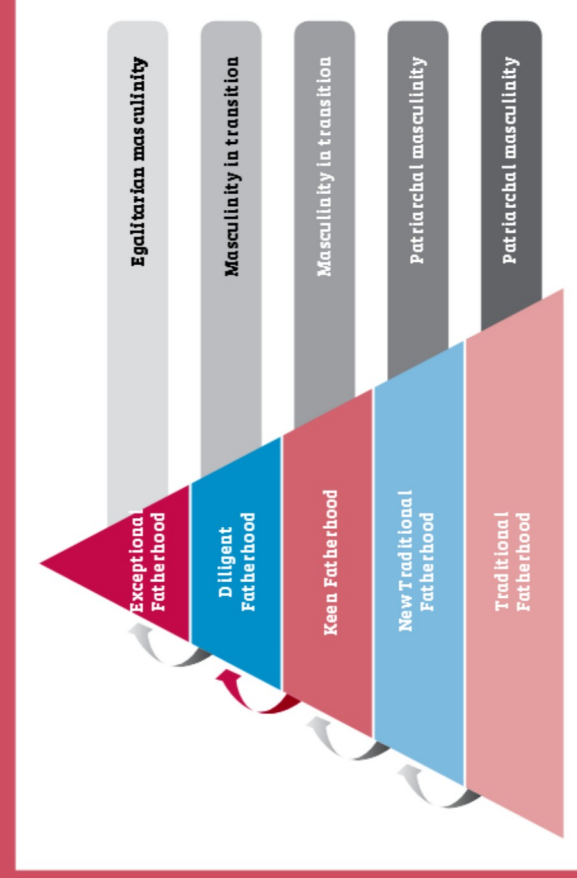 Exceptional
Fatherhood
Egalitarian masculinity
Diligent
Fatherhood
Masculinity in transition
Keen Fatherhood
Masculinity in transition
New Traditional
Fatherhood
Patriarchal masculinity
Traditional
Fatherhood
Patriarchal masculinity